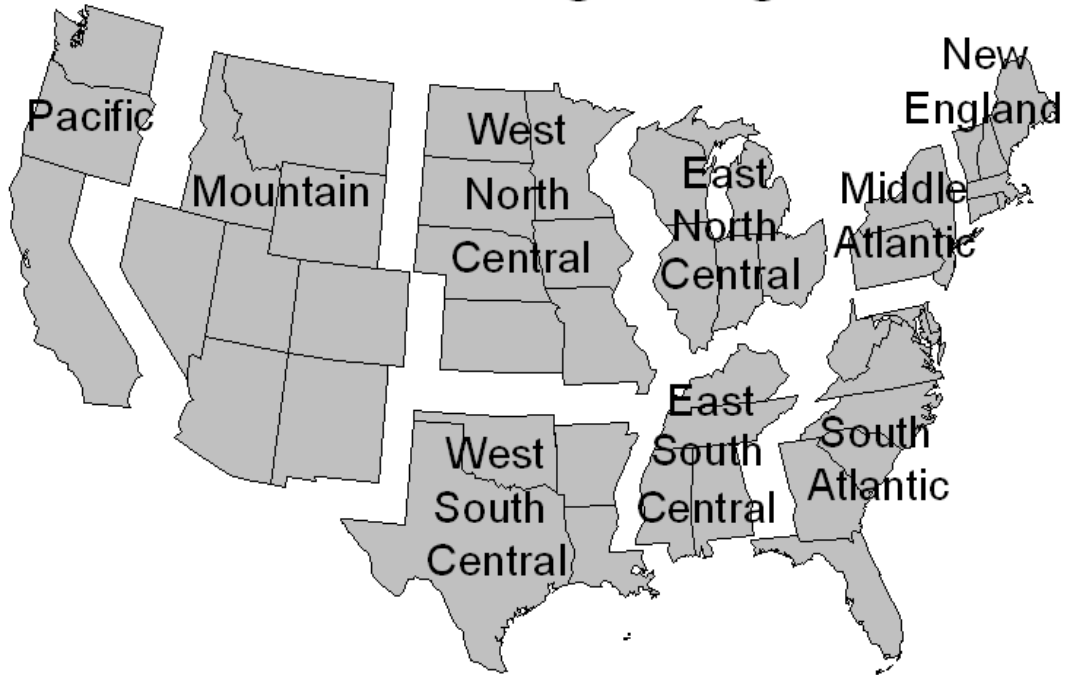 Pacific
Mountain
West
North
Central
West
South
Central
East
North
Central
East
South
Central
New
England
Middle
Atlantic
South
Atlantic